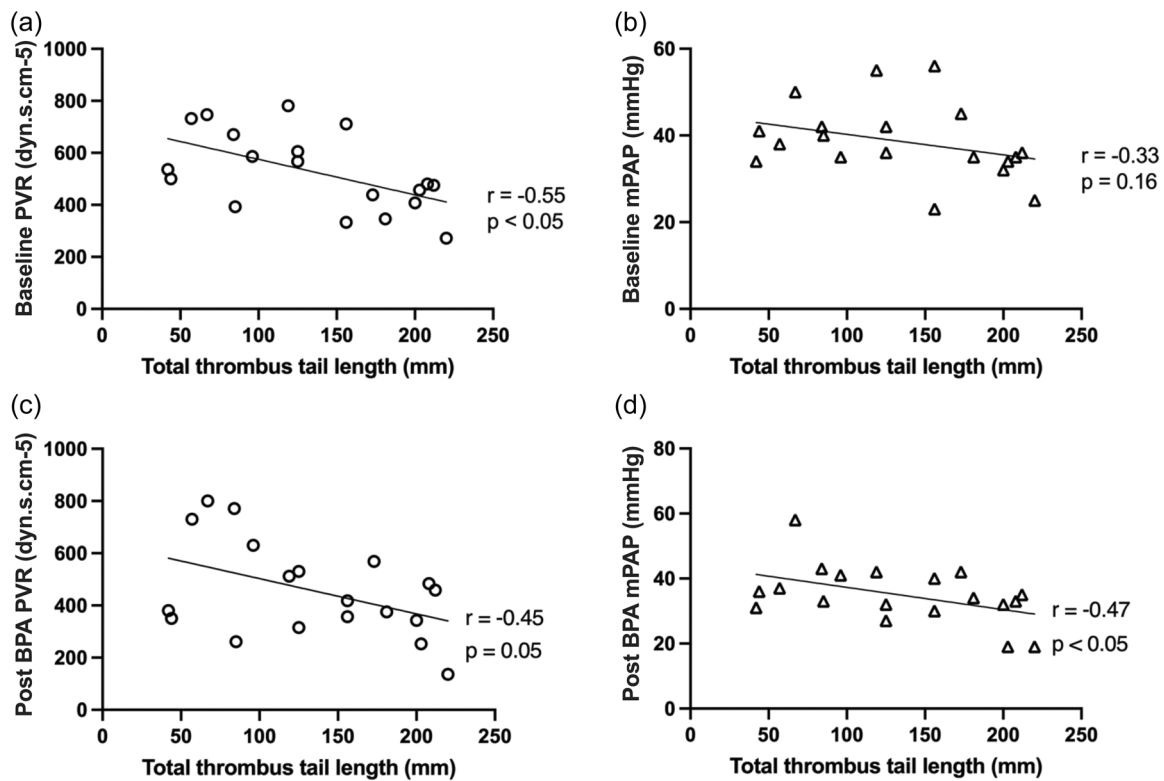 (a)
Baseline PVR (dyn.s.cm-5)
1000
800
600
400
200
0
r = -0.55
p < 0.05
0 50 100 150 200 250
Total thrombus tail length (mm)
(b)
Baseline mPAP (mmHg)
60
40
20
0
r = -0.33
p = 0.16
0 50 100 150 200 250
Total thrombus tail length (mm)
(c)
Post BPA PVR (dyn.s.cm-5)
1000
800
600
400
200
0
r = -0.45
p = 0.05
0 50 100 150 200 250
Total thrombus tail length (mm)
(d)
Post BPA mPAP (mmHg)
80
60
40
20
0
r = -0.47
p < 0.05
0 50 100 150 200 250
Total thrombus tail length (mm)